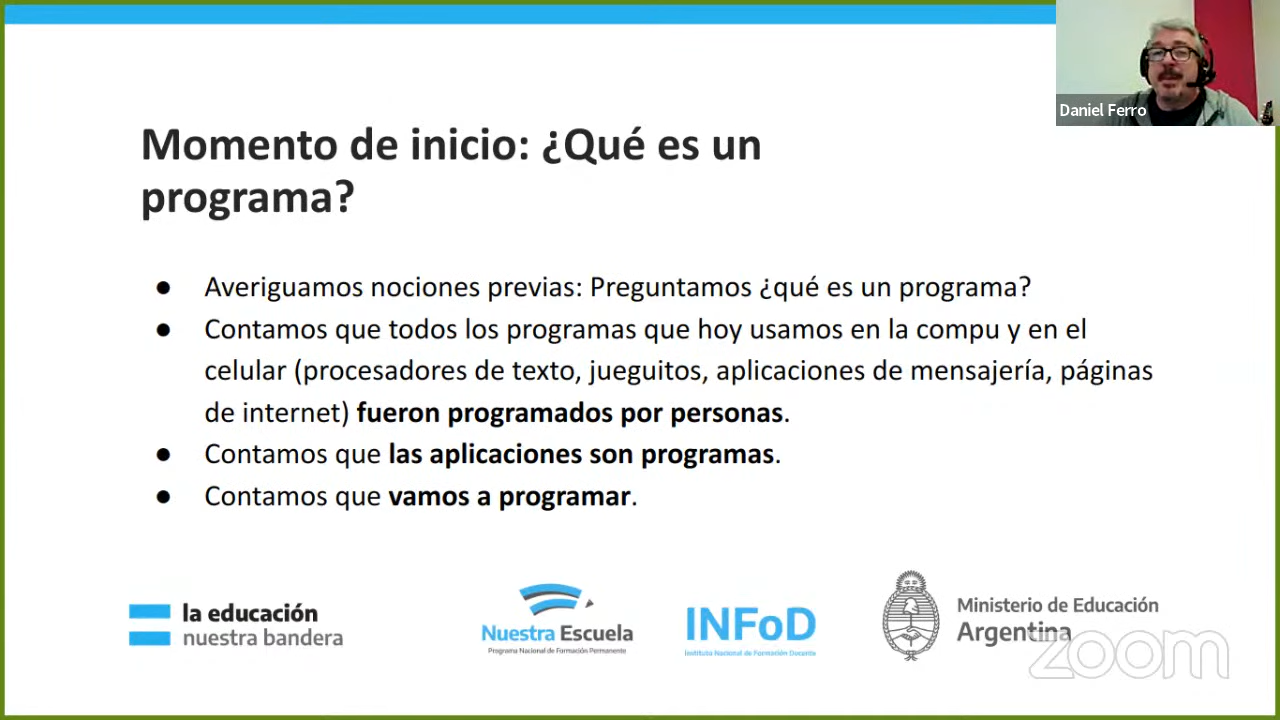 Daniel Ferro
Momento de inicio: ¿Qué es un
programa?
● Averiguamos nociones previas: Preguntamos ¿qué es un programa?
● Contamos que todos los programas que hoy usamos en la compu y en el
celular (procesadores de texto, jueguitos, aplicaciones de mensajería, páginas
de internet) fueron programados por personas.
● Contamos que las aplicaciones son programas.
● Contamos que vamos a programar.
la educación
nuestra bandera
Nuestra Escuela
Programa Nacional de Formación Permanente
INFoD
Instituto Nacional de Formación Docente
Ministerio de Educación
Argentina
zoom